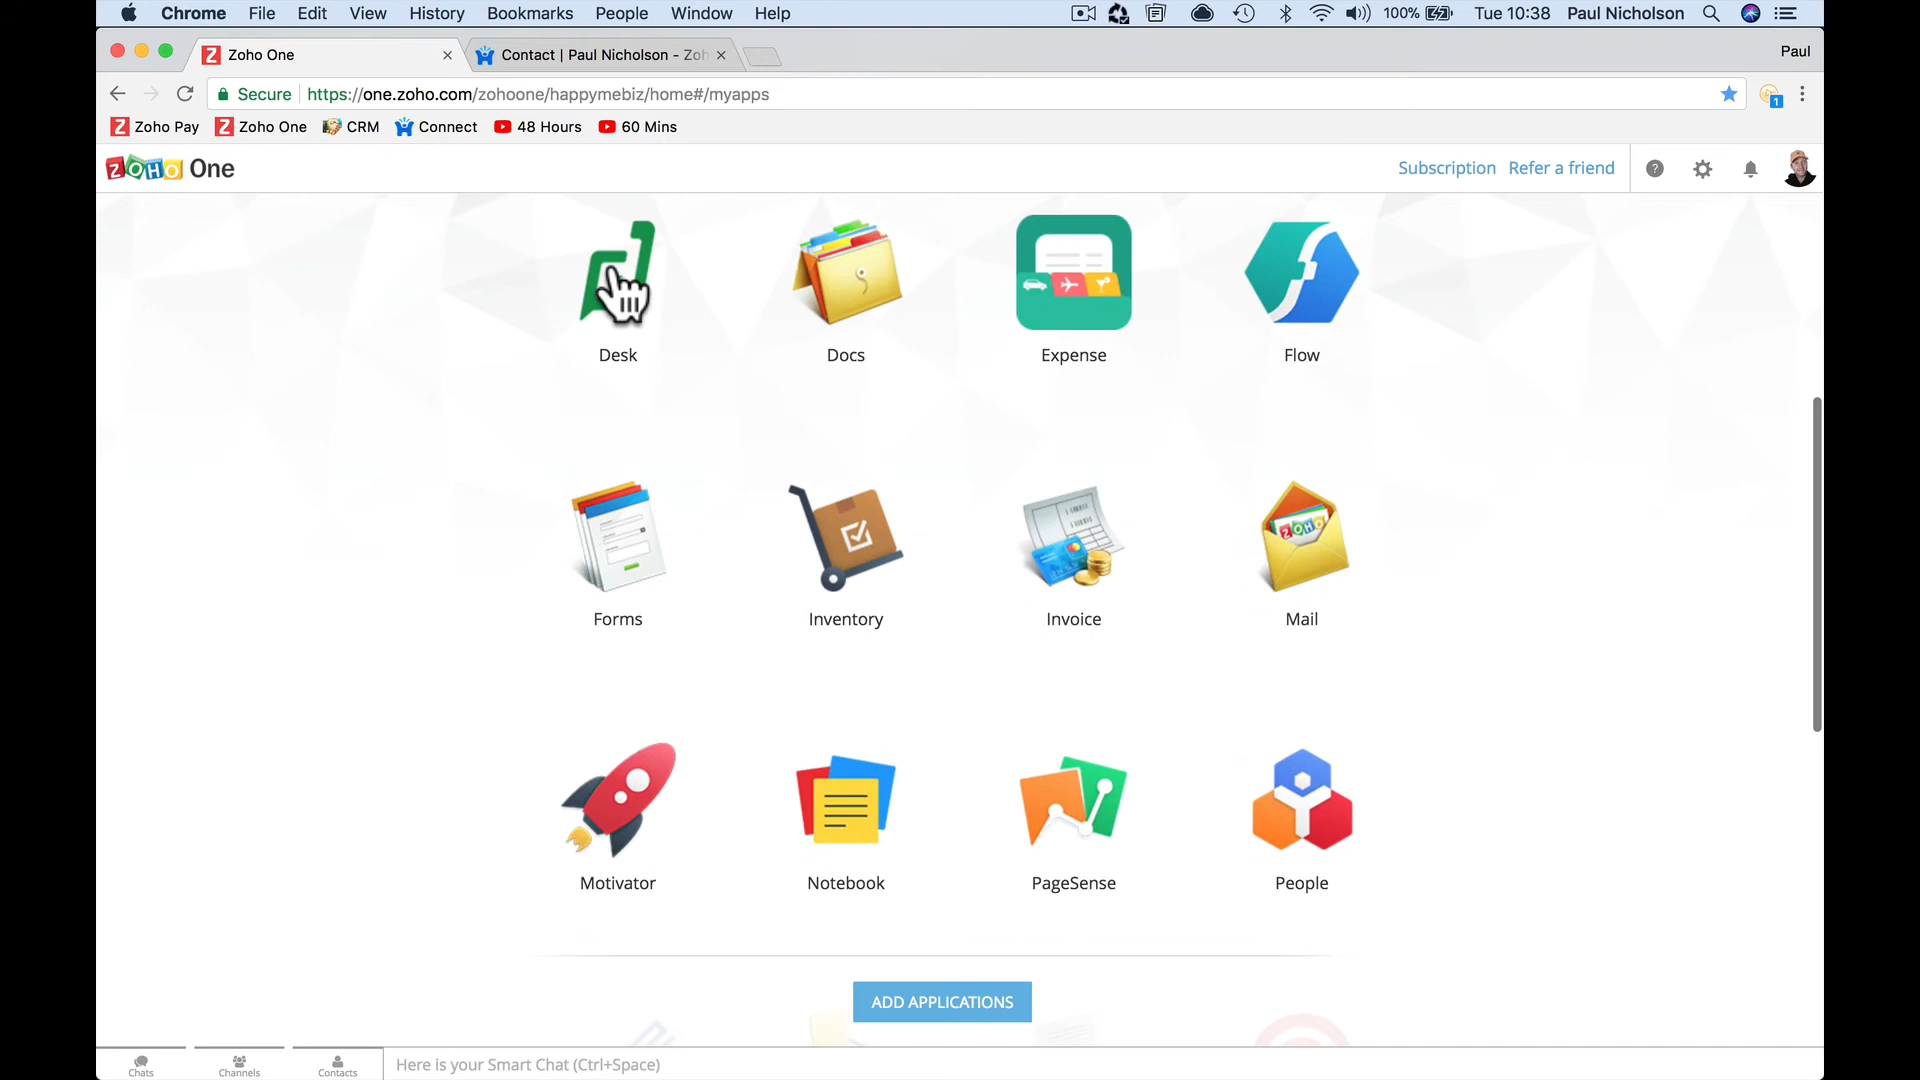 Chrome File Edit View History Bookmarks People Window Help 100% Tue 10:38 Paul Nicholson
Zoho One Contact | Paul Nicholson - Zoh Paul
Secure https://one.zoho.com/zohoone/happymebiz/home#/myapps 1
Zoho Pay Zoho One CRM Connect 48 Hours 60 Mins
ZOHO One Subscription Refer a friend
Desk Docs Expense Flow
ZOHO
Forms Inventory Invoice Mail
Motivator Notebook PageSense People
ADD APPLICATIONS
Chats Channels Contacts Here is your Smart Chat (Ctrl+Space)